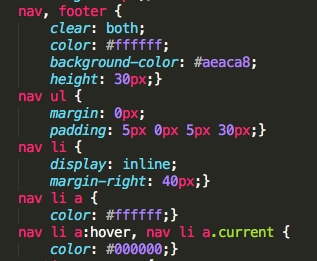 nav, footer {
clear: both;
color: #ffffff;
background-color: #aeaca8;
height: 30px;}
nav ul {
margin: 0px;
padding: 5px 0px 5px 30px;}
nav li {
display: inline;
margin-right: 40px;}
nav li a {
color: #ffffff;}
nav li a:hover, nav li a.current {
color: #000000;}